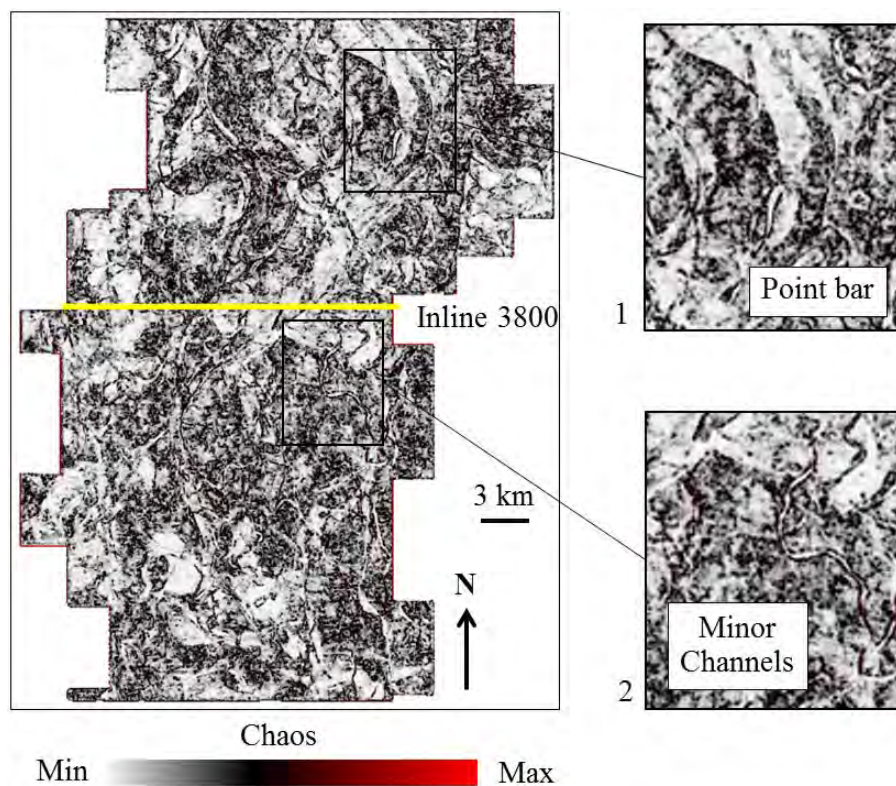 Point bar
1
Inline 3800
3 km
N
Minor
Channels
2
Chaos
Min
Max